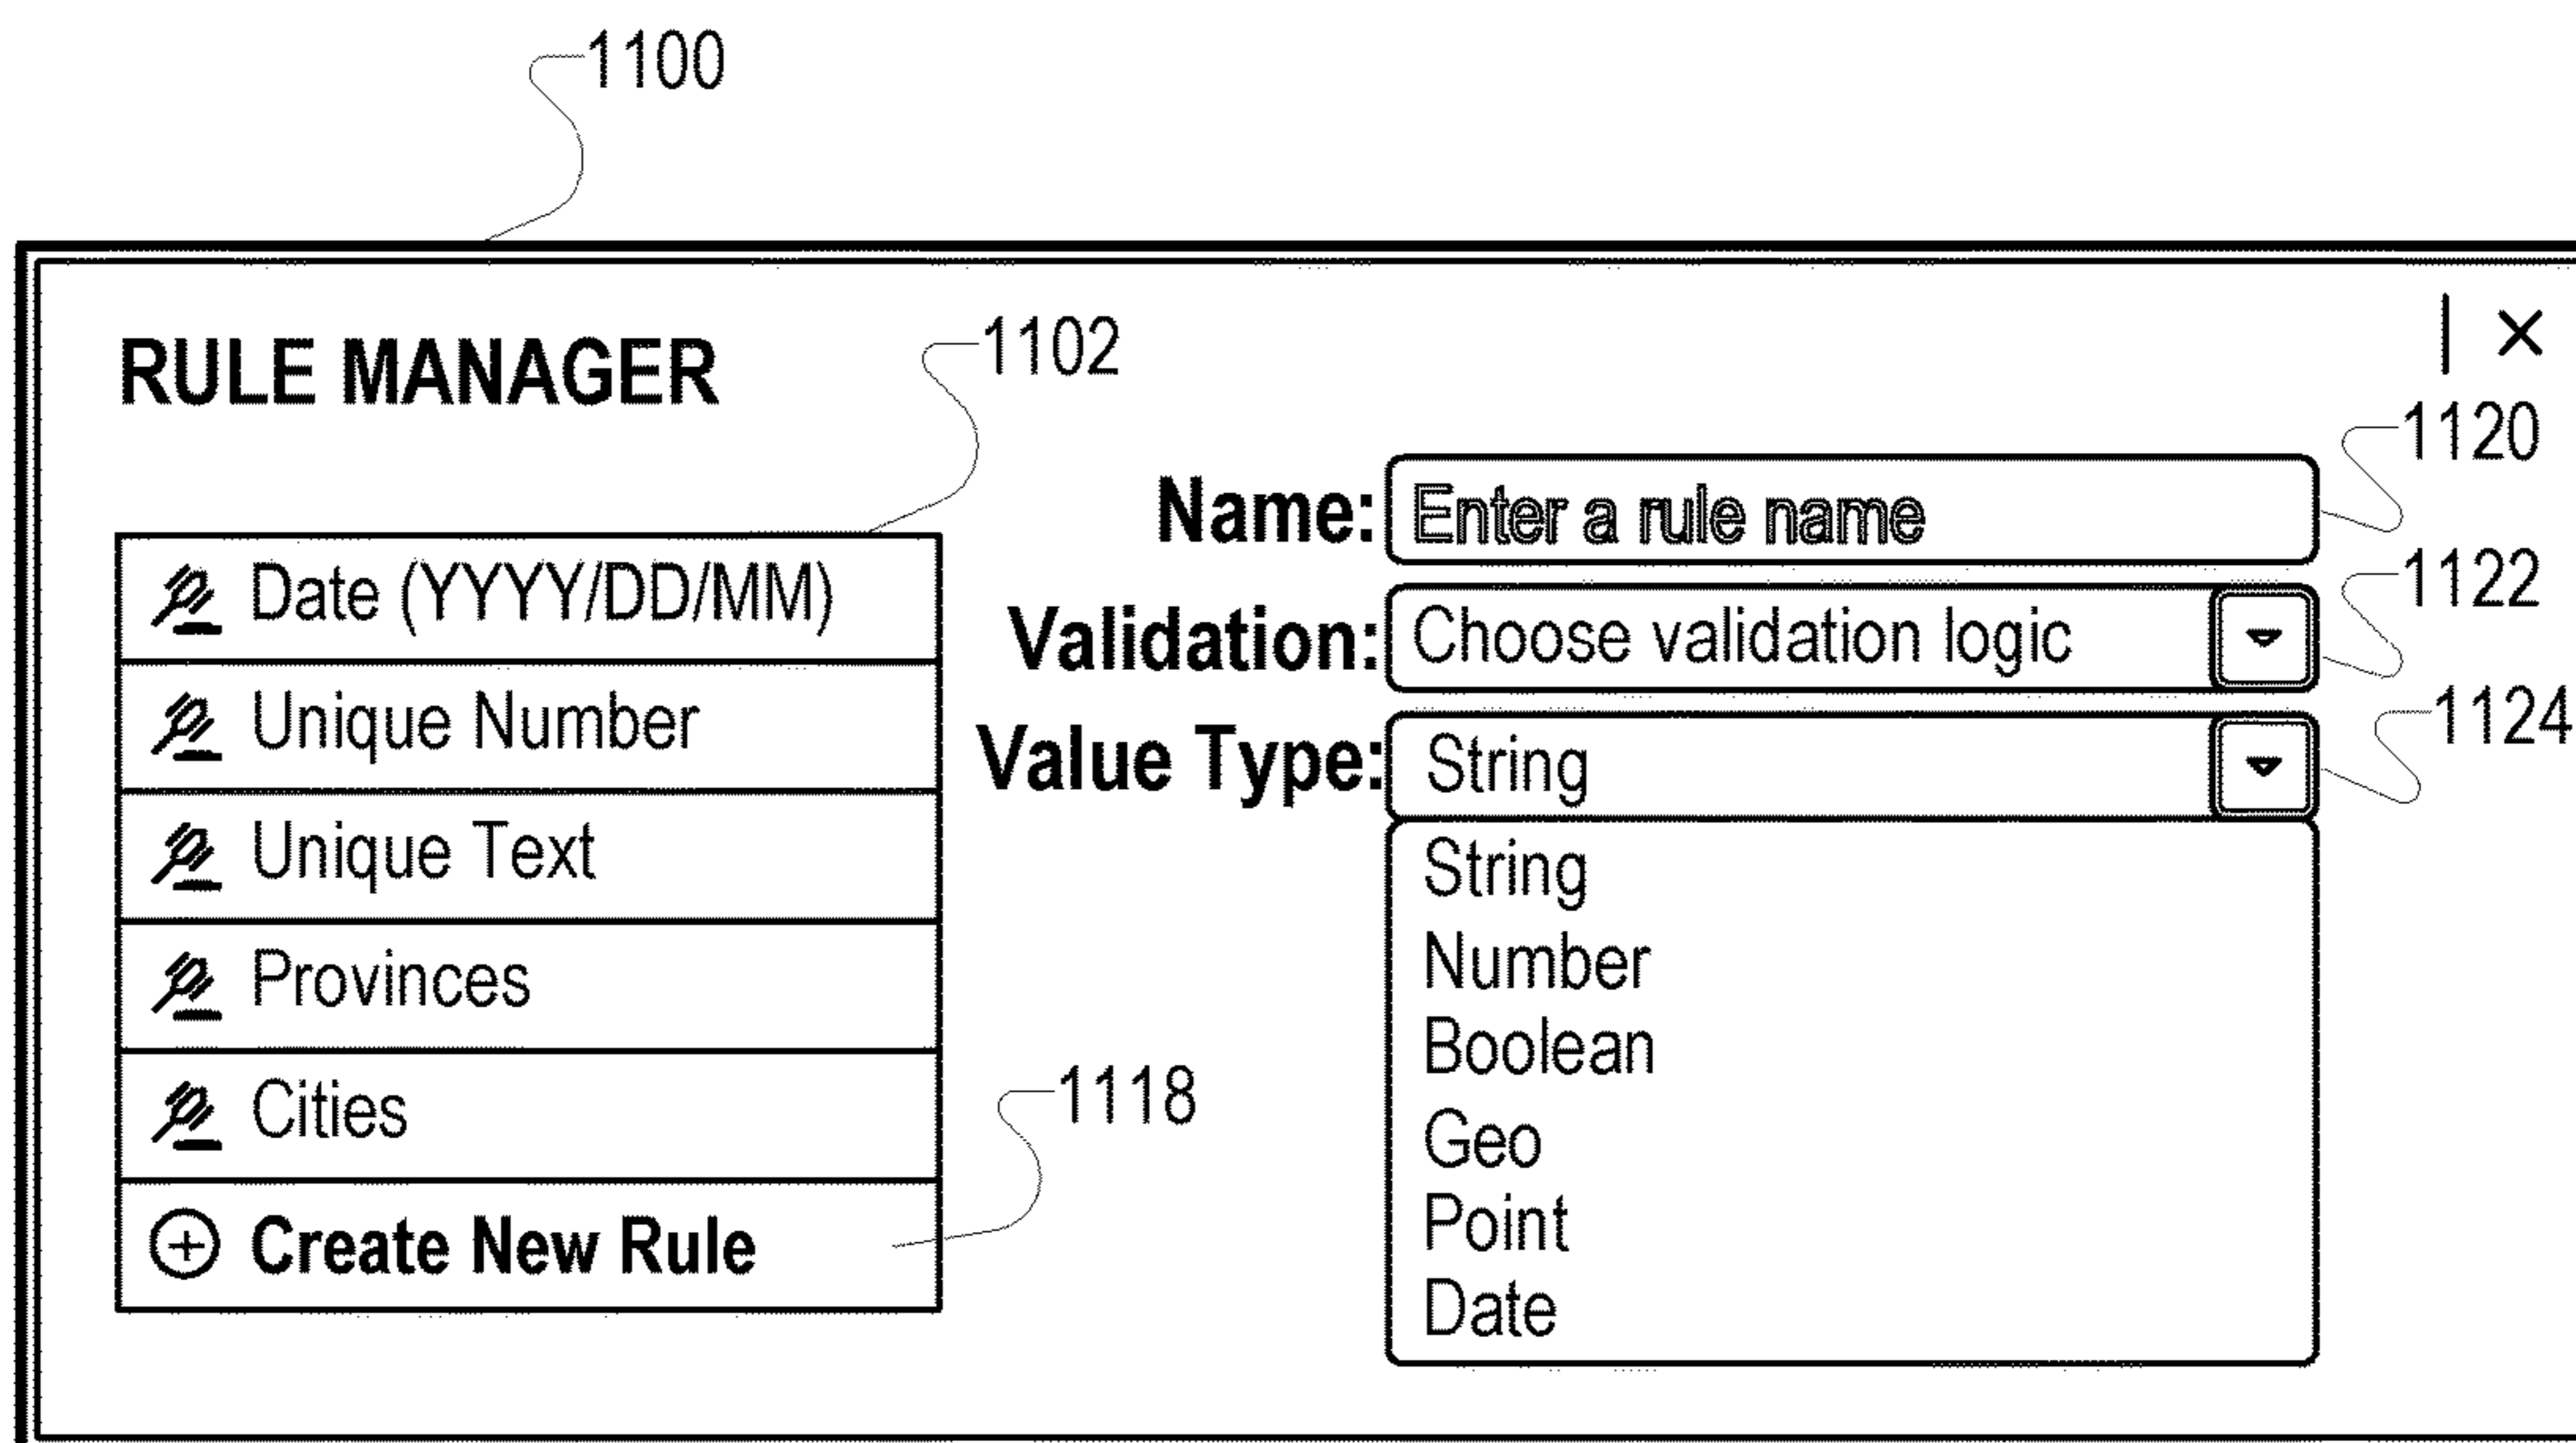 1100
RULE MANAGER
1102
×
1120
Name: Enter a rule name
Date (YYYY/DD/MM)
1122
Validation: Choose validation logic
Unique Number
1124
Value Type: String
Unique Text
String
Number
Provinces
Boolean
Cities
1118
Geo
Create New Rule
Point
Date